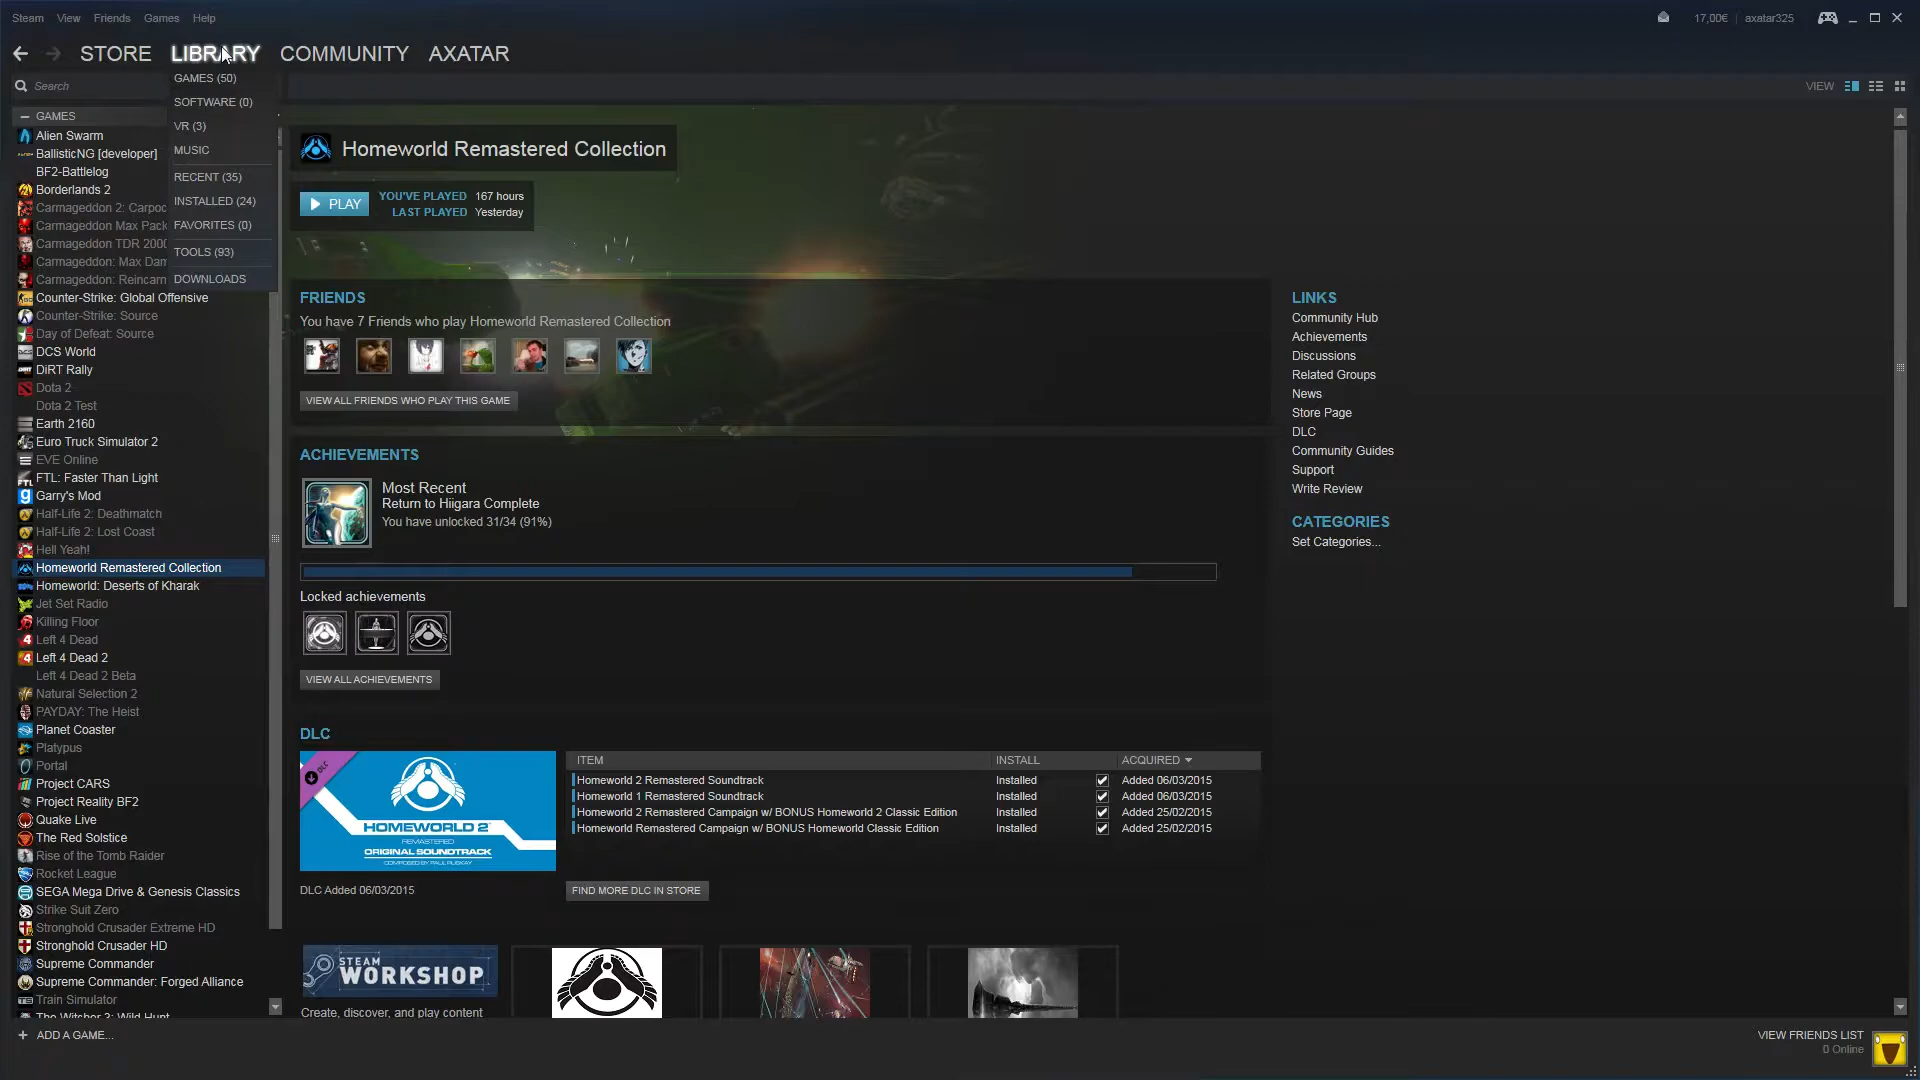 Steam View Friends Games Help
17,00€ axatar325
STORE LIBRARY COMMUNITY AXATAR
Search
VIEW
GAMES (50)
SOFTWARE (0)
VR (3)
MUSIC
RECENT (35)
INSTALLED (24)
FAVORITES (0)
TOOLS (93)
DOWNLOADS
GAMES
Alien Swarm
BallisticNG [developer]
BF2-Battlelog
Borderlands 2
Carmageddon 2: Carpoc
Carmageddon Max Pack
Carmageddon TDR 2000
Carmageddon: Max Dam
Carmageddon: Reincarn
Counter-Strike: Global Offensive
Counter-Strike: Source
Day of Defeat: Source
DCS World
DiRT Rally
Dota 2
Dota 2 Test
Earth 2160
Euro Truck Simulator 2
EVE Online
FTL: Faster Than Light
Garry's Mod
Half-Life 2: Deathmatch
Half-Life 2: Lost Coast
Hell Yeah!
Homeworld Remastered Collection
Homeworld: Deserts of Kharak
Jet Set Radio
Killing Floor
Left 4 Dead
Left 4 Dead 2
Left 4 Dead 2 Beta
Natural Selection 2
PAYDAY: The Heist
Planet Coaster
Platypus
Portal
Project CARS
Project Reality BF2
Quake Live
The Red Solstice
Rise of the Tomb Raider
Rocket League
SEGA Mega Drive & Genesis Classics
Strike Suit Zero
Stronghold Crusader Extreme HD
Stronghold Crusader HD
Supreme Commander
Supreme Commander: Forged Alliance
Train Simulator
The Witcher 3: Wild Hunt
ADD A GAME...
Homeworld Remastered Collection
PLAY
YOU'VE PLAYED 167 hours
LAST PLAYED Yesterday
FRIENDS
You have 7 Friends who play Homeworld Remastered Collection
VIEW ALL FRIENDS WHO PLAY THIS GAME
ACHIEVEMENTS
Most Recent
Return to Hiigara Complete
You have unlocked 31/34 (91%)
Locked achievements
VIEW ALL ACHIEVEMENTS
DLC
DLC
HOMEWORLD 2
REMASTERED
ORIGINAL SOUNDTRACK
COMPOSED BY PAUL RUSKAY
DLC Added 06/03/2015
ITEM INSTALL ACQUIRED
Homeworld 2 Remastered Soundtrack Installed Added 06/03/2015
Homeworld 1 Remastered Soundtrack Installed Added 06/03/2015
Homeworld 2 Remastered Campaign w/ BONUS Homeworld 2 Classic Edition Installed Added 25/02/2015
Homeworld Remastered Campaign w/ BONUS Homeworld Classic Edition Installed Added 25/02/2015
FIND MORE DLC IN STORE
STEAM
WORKSHOP
Create, discover, and play content
LINKS
Community Hub
Achievements
Discussions
Related Groups
News
Store Page
DLC
Community Guides
Support
Write Review
CATEGORIES
Set Categories...
VIEW FRIENDS LIST
0 Online